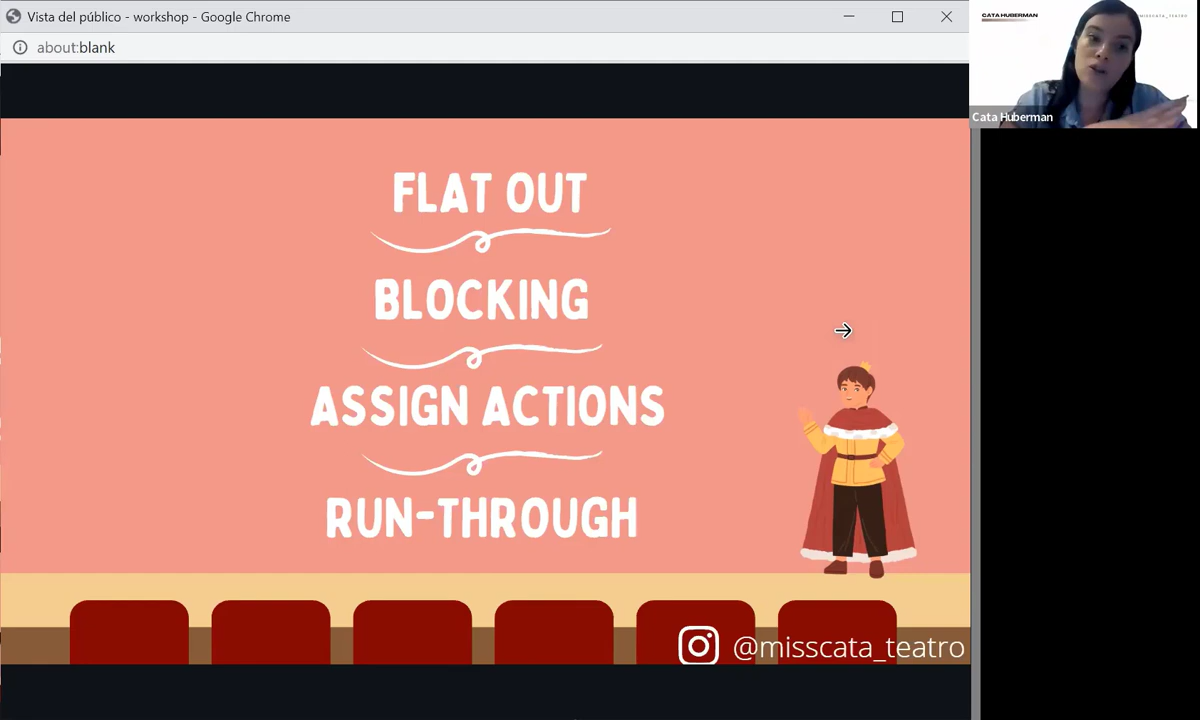 Vista del público - workshop - Google Chrome
about:blank
CATA HUBERMAN
misscata_teatro
Cata Huberman
FLAT OUT
BLOCKING
ASSIGN ACTIONS
RUN-THROUGH
@misscata_teatro